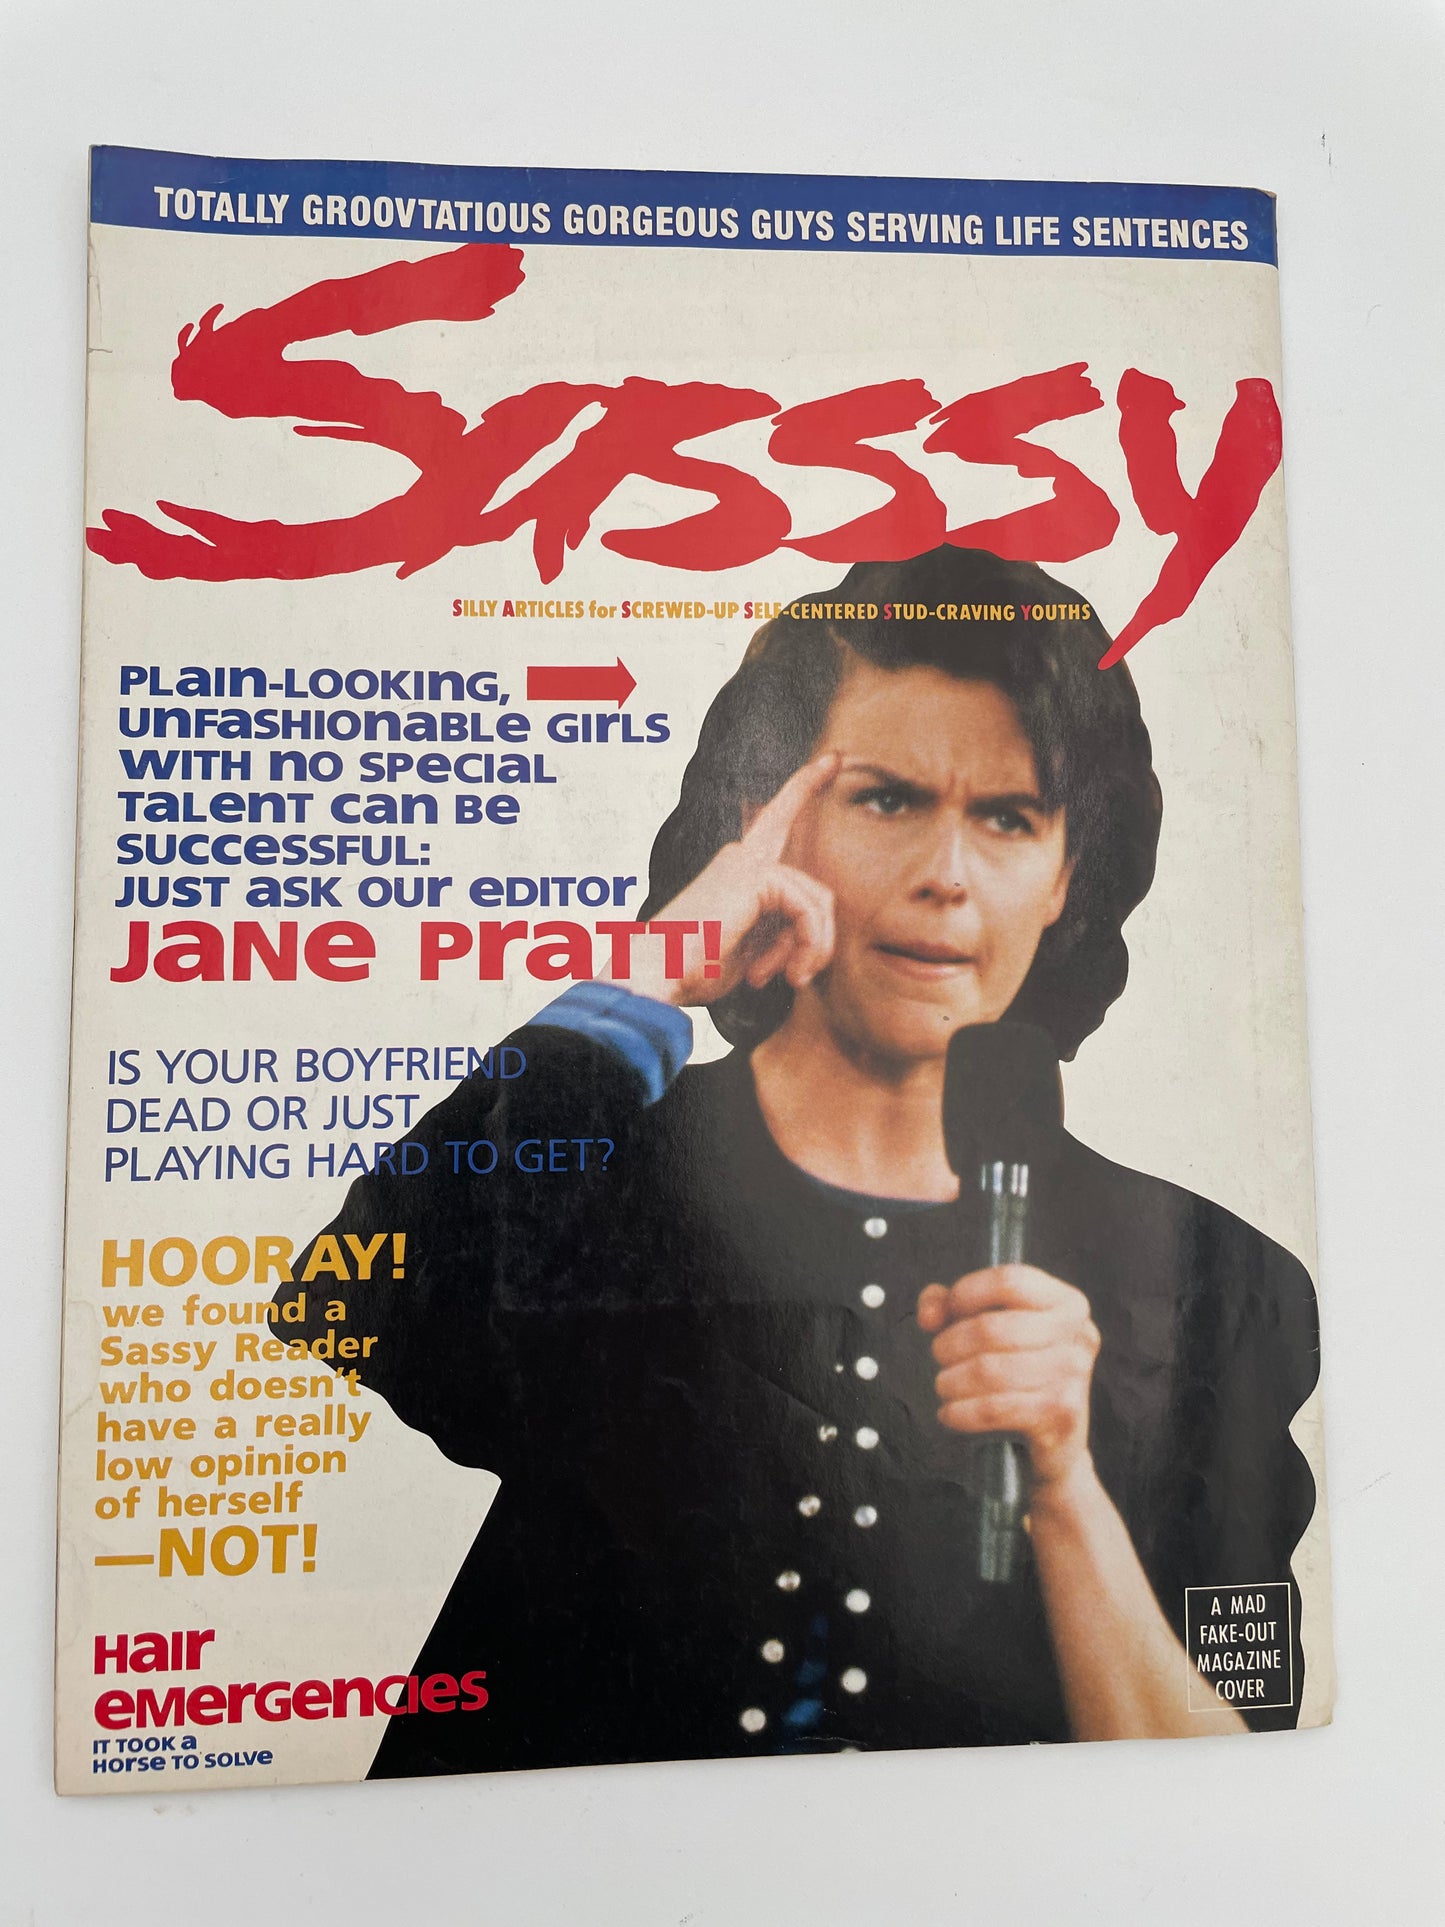 TOTALLY GROOVTATIOUS GORGEOUS GUYS SERVING LIFE SENTENCES
Sassy
SILLY ARTICLES for SCREWED-UP SELF-CENTERED STUD-CRAVING YOUTHS
PLAIN-LOOKING,
UNFASHIONABLE GIRLS
WITH NO SPECIAL
TALENT CAN BE
SUCCESSFUL:
JUST ASK OUR EDITOR
JANE PRATT!
IS YOUR BOYFRIEND
DEAD OR JUST
PLAYING HARD TO GET?
HOORAY!
we found a
Sassy Reader
who doesn't
have a really
low opinion
of herself
—NOT!
HAIR
EMERGENCIES
IT TOOK A
HORSE TO SOLVE
A MAD
FAKE-OUT
MAGAZINE
COVER